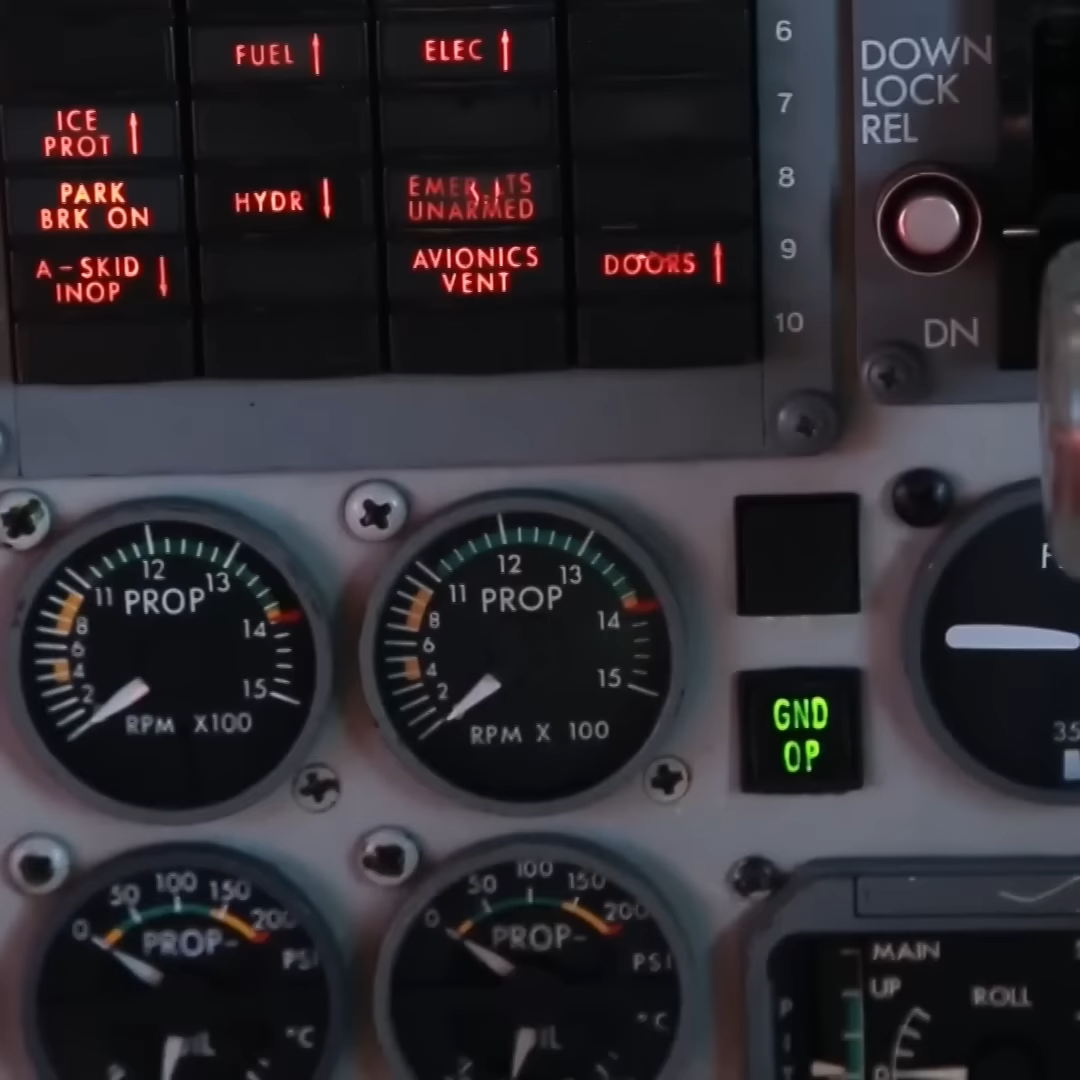 FUEL ↑
ELEC ↑
6
7
8
9
10
ICE
PROT ↑
PARK
BRK ON
HYDR ↓
EMER LTS
UNARMED
A-SKID
INOP ↓
AVIONICS
VENT
DOORS ↑
DOWN
LOCK
REL
DN
2
4
6
8
11
12
13
14
15
PROP
RPM X100
2
4
6
8
11
12
13
14
15
PROP
RPM X 100
GND
OP
35
0
50
100
150
200
PROP-
PSI
°C
0
50
100
150
200
PROP-
PSI
°C
MAIN
UP
ROLL